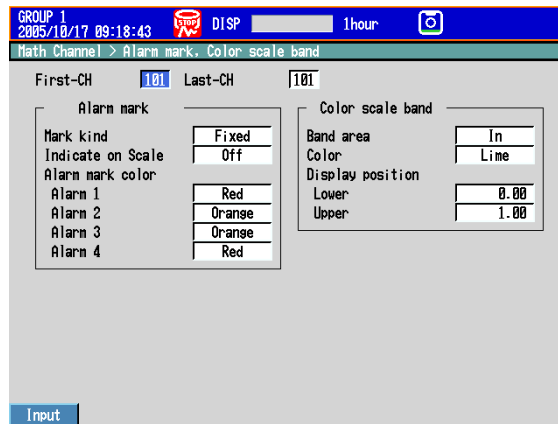 GROUP 1
2005/10/17 09:18:43 STOP DISP 1hour
Math Channel > Alarm mark, Color scale band
First-CH 101 Last-CH 101
Alarm mark
Mark kind Fixed
Indicate on Scale Off
Alarm mark color
Alarm 1 Red
Alarm 2 Orange
Alarm 3 Orange
Alarm 4 Red
Color scale band
Band area In
Color Lime
Display position
Lower 0.00
Upper 1.00
Input